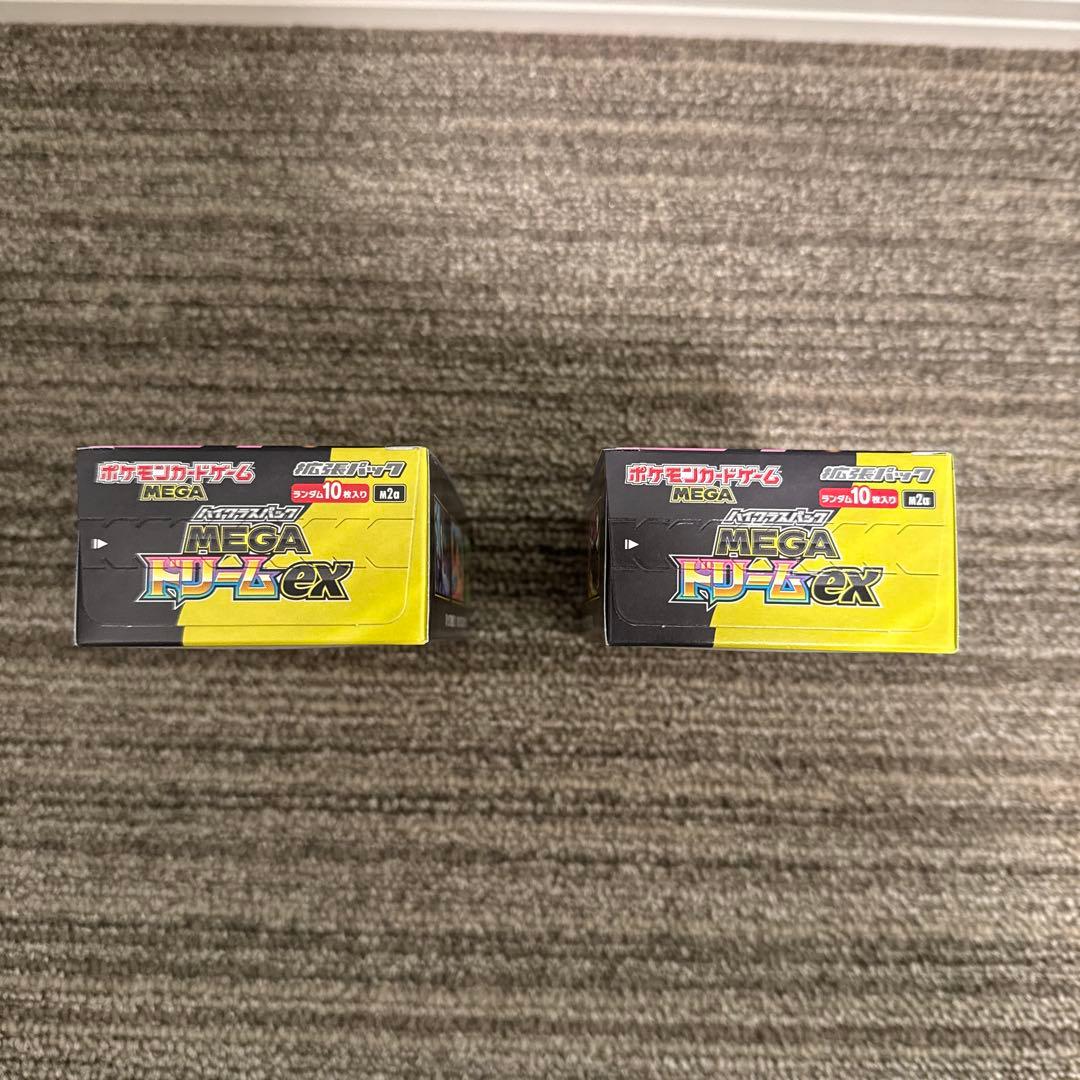 ポケモンカードゲーム
MEGA
拡張パック
ランダム10枚入り
M2a
ハイクラスパック
MEGA
ドリームex
ポケモンカードゲーム
MEGA
拡張パック
ランダム10枚入り
M2a
ハイクラスパック
MEGA
ドリームex